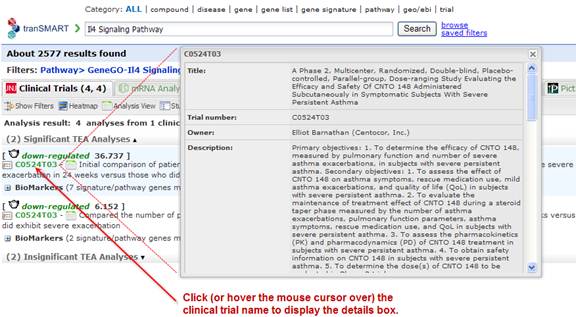 Category: ALL | compound | disease | gene | gene list | gene signature | pathway | geo/ebi | trial
tranSMART
Il4 Signaling Pathway
Search
browse
saved filters
About 2577 results found
Filters: Pathway> GeneGO-Il4 Signaling
JNJ Clinical Trials (4, 4)
mRNA Analy
Pict
Show Filters
Heatmap
Analysis View
Stu
Analysis result: 4 analyses from 1 clinic
(2) Significant TEA Analyses
[ down-regulated 36.737 ]
C0524T03 - Initial comparison of patien
severe
exacerbation in 24 weeks versus those who did
BioMarkers (7 signature/pathway genes m
[ down-regulated 6.152 ]
C0524T03 - Compared the number of p
ks versus
did exhibit severe exacerbation
BioMarkers (2 signature/pathway genes m
(2) Insignificant TEA Analyses
C0524T03
Title: A Phase 2, Multicenter, Randomized, Double-blind, Placebo-
controlled, Parallel-group, Dose-ranging Study Evaluating the
Efficacy and Safety Of CNTO 148 Administered
Subcutaneously in Symptomatic Subjects With Severe
Persistent Asthma
Trial number: C0524T03
Owner: Elliot Barnathan (Centocor, Inc.)
Description: Primary objectives: 1. To determine the efficacy of CNTO 148,
measured by pulmonary function and number of severe
asthma exacerbations, in subjects with severe persistent
asthma. Secondary objectives: 1. To assess the effect of
CNTO 148 on asthma symptoms, rescue medication use, mild
asthma exacerbations, and quality of life (QoL) in subjects
with severe persistent asthma. 2. To evaluate the
maintenance of treatment effect of CNTO 148 during a steroid
taper phase measured by the number of asthma
exacerbations, pulmonary function parameters, asthma
symptoms, rescue medication use, and QoL in subjects with
severe persistent asthma. 3. To assess the pharmacokinetics
(PK) and pharmacodynamics (PD) of CNTO 148 treatment in
subjects with severe persistent asthma. 4. To obtain safety
information on CNTO 148 in subjects with severe persistent
asthma. 5. To determine the dose(s) of CNTO 148 to be
Click (or hover the mouse cursor over) the
clinical trial name to display the details box.